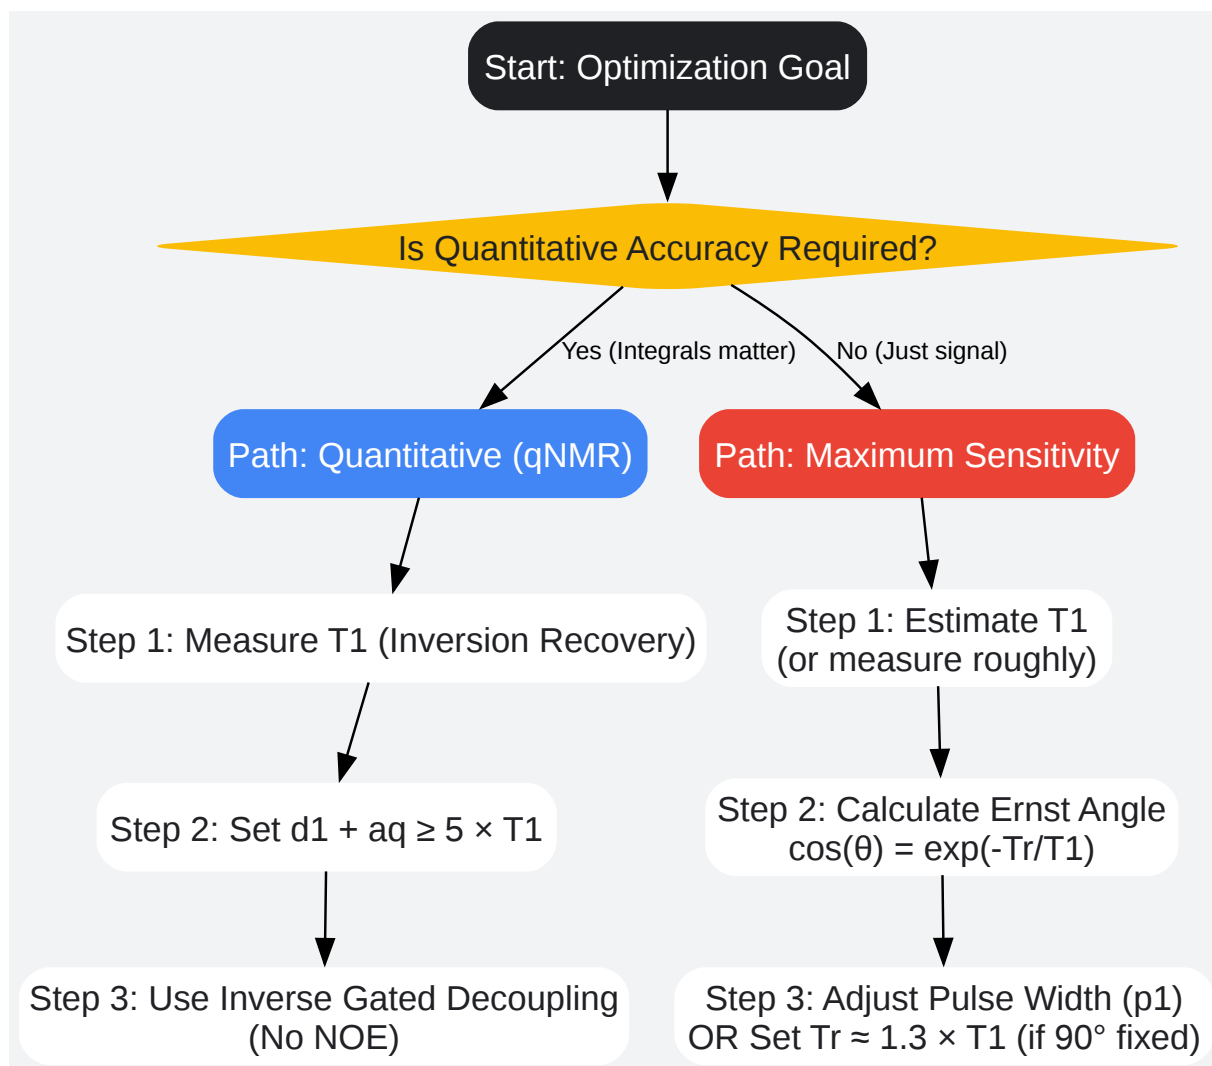 Start: Optimization Goal
Is Quantitative Accuracy Required?
Yes (Integrals matter)
No (Just signal)
Path: Quantitative (qNMR)
Path: Maximum Sensitivity
Step 1: Measure T1 (Inversion Recovery)
Step 1: Estimate T1
(or measure roughly)
Step 2: Set d1 + aq ≥ 5 × T1
Step 2: Calculate Ernst Angle
cos(θ) = exp(-Tr/T1)
Step 3: Use Inverse Gated Decoupling
(No NOE)
Step 3: Adjust Pulse Width (p1)
OR Set Tr ≈ 1.3 × T1 (if 90° fixed)